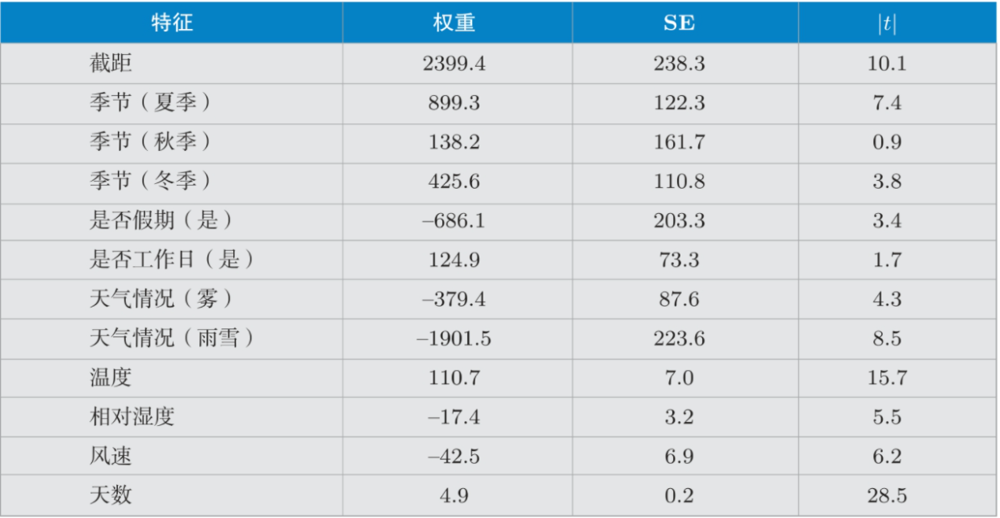 特征 权重 SE |t|
截距 2399.4 238.3 10.1
季节（夏季） 899.3 122.3 7.4
季节（秋季） 138.2 161.7 0.9
季节（冬季） 425.6 110.8 3.8
是否假期（是） –686.1 203.3 3.4
是否工作日（是） 124.9 73.3 1.7
天气情况（雾） –379.4 87.6 4.3
天气情况（雨雪） –1901.5 223.6 8.5
温度 110.7 7.0 15.7
相对湿度 –17.4 3.2 5.5
风速 –42.5 6.9 6.2
天数 4.9 0.2 28.5